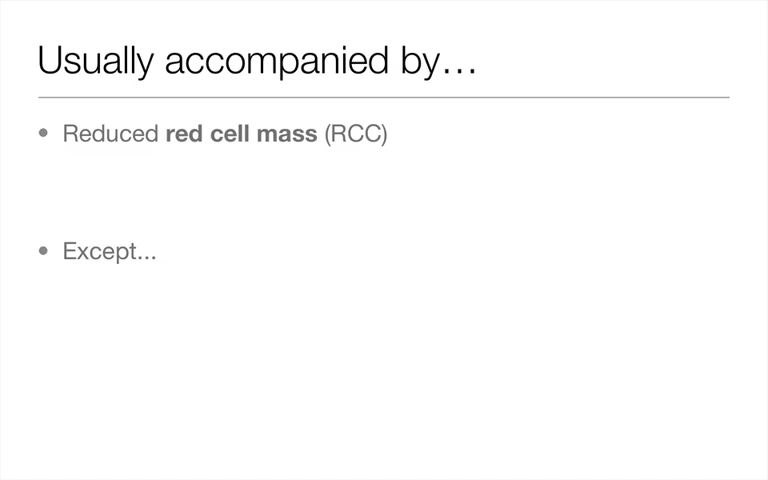 Usually accompanied by…
• Reduced red cell mass (RCC)
• Except...